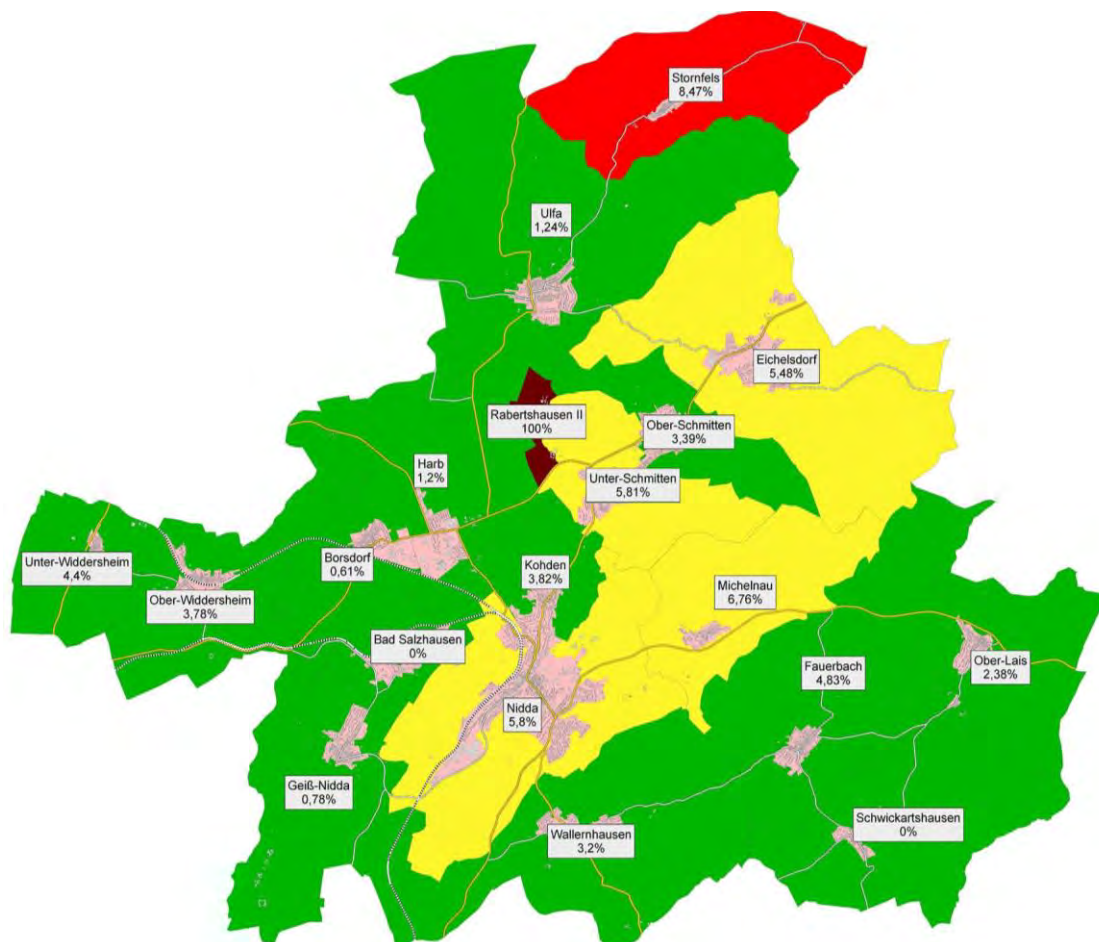 Stornfels
8,47%
Ulfa
1,24%
Eichelsdorf
5,48%
Rabertshausen II
100%
Ober-Schmitten
3,39%
Harb
1,2%
Unter-Schmitten
5,81%
Borsdorf
0,61%
Kohden
3,82%
Unter-Widdersheim
4,4%
Ober-Widdersheim
3,78%
Michelnau
6,76%
Bad Salzhausen
0%
Fauerbach
4,83%
Ober-Lais
2,38%
Nidda
5,8%
Geiß-Nidda
0,78%
Wallernhausen
3,2%
Schwickartshausen
0%